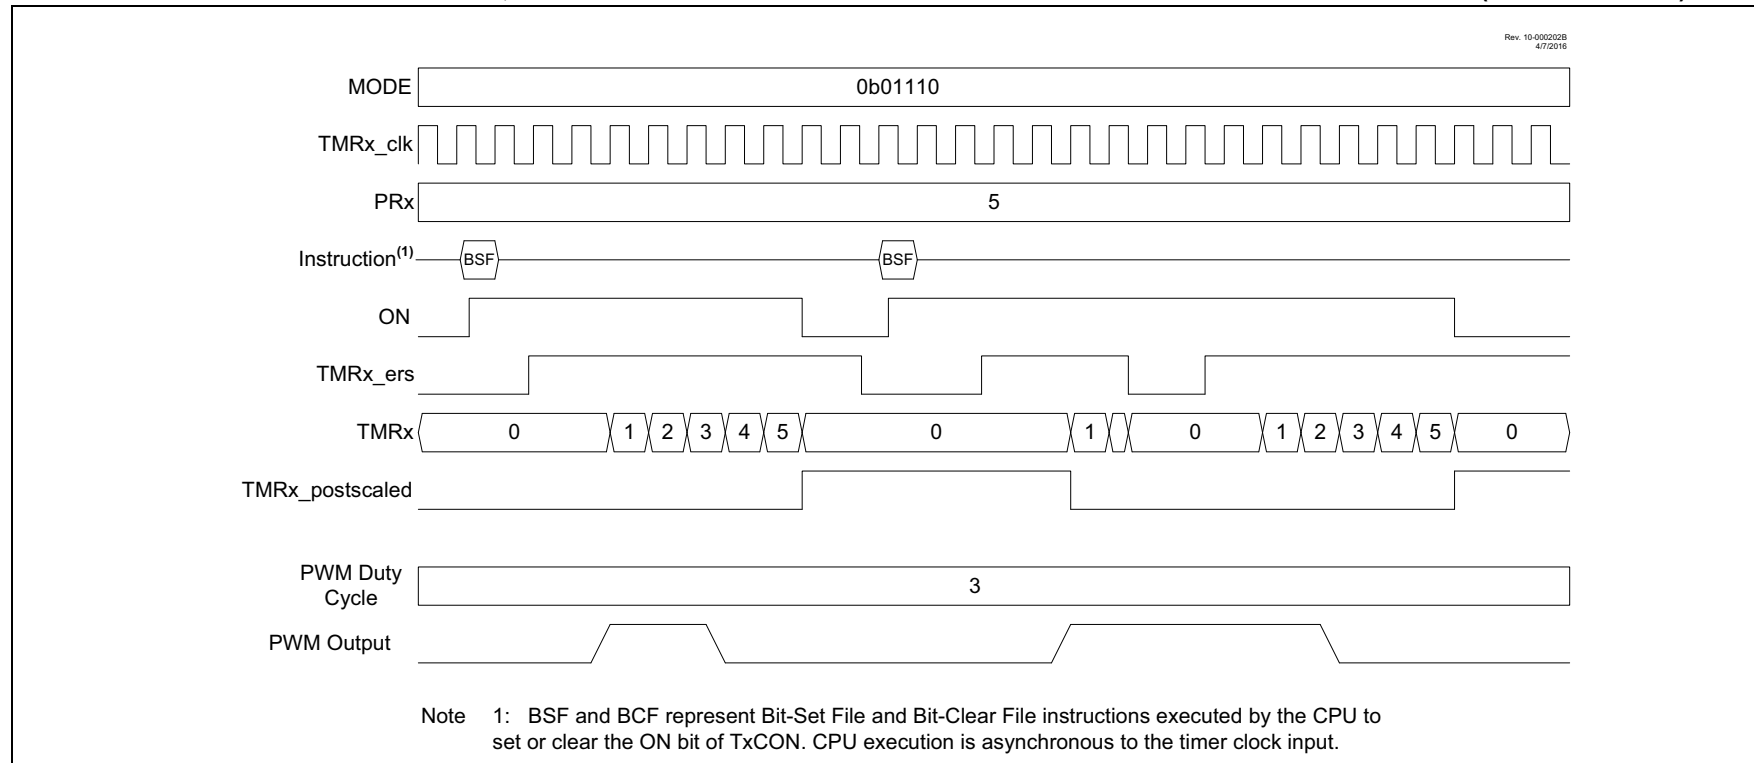 Rev. 10-000202B
4/7/2016
MODE 0b01110
TMRx_clk
PRx 5
Instruction(1) BSF BSF
ON
TMRx_ers
TMRx 0 1 2 3 4 5 0 1 0 1 2 3 4 5 0
TMRx_postscaled
PWM Duty
Cycle 3
PWM Output
Note 1: BSF and BCF represent Bit-Set File and Bit-Clear File instructions executed by the CPU to
set or clear the ON bit of TxCON. CPU execution is asynchronous to the timer clock input.